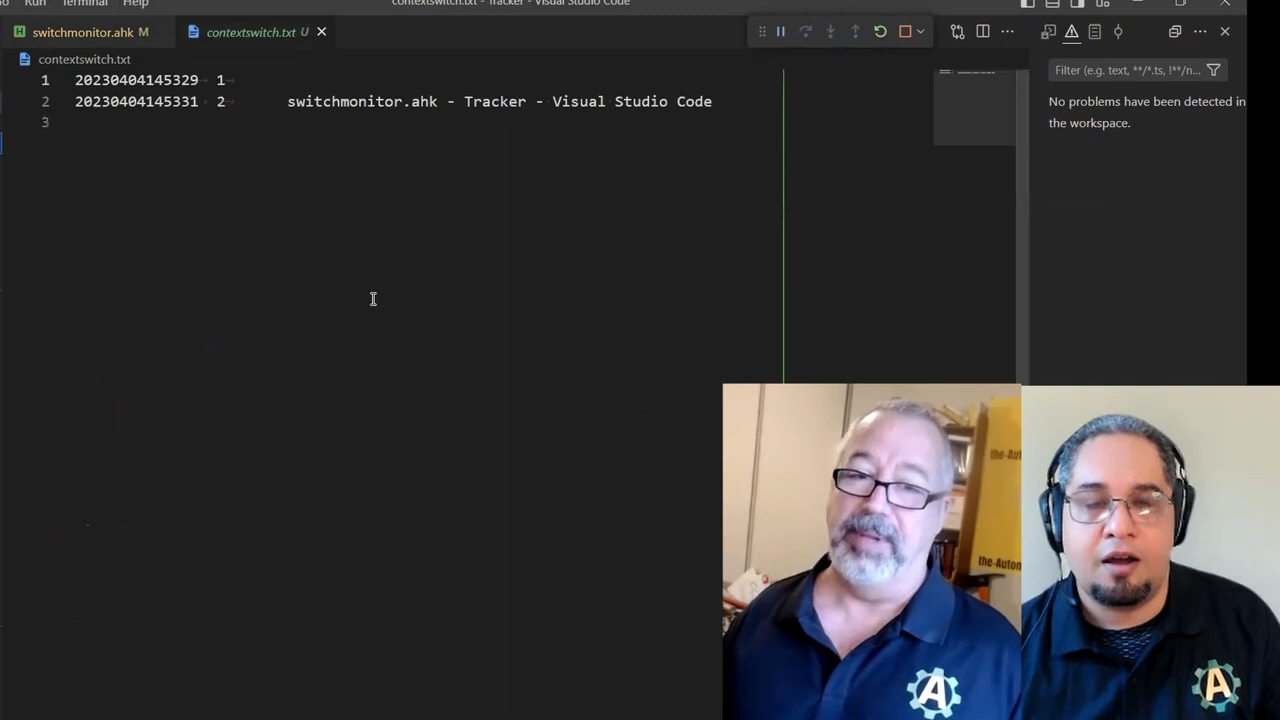 Run Terminal Help contextswitch.txt - Tracker - Visual Studio Code
switchmonitor.ahk M contextswitch.txt U
contextswitch.txt
1 20230404145329 1
2 20230404145331 2 switchmonitor.ahk - Tracker - Visual Studio Code
3
Filter (e.g. text, **/*.ts, !**/n...
No problems have been detected in
the workspace.
the-Autom
A
A